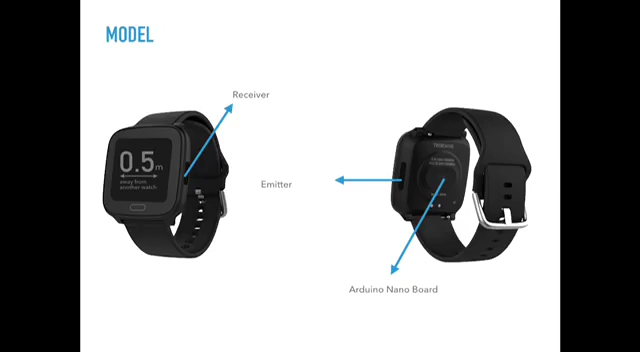 MODEL
Receiver
0.5m
away from
another watch
Emitter
Arduino Nano Board